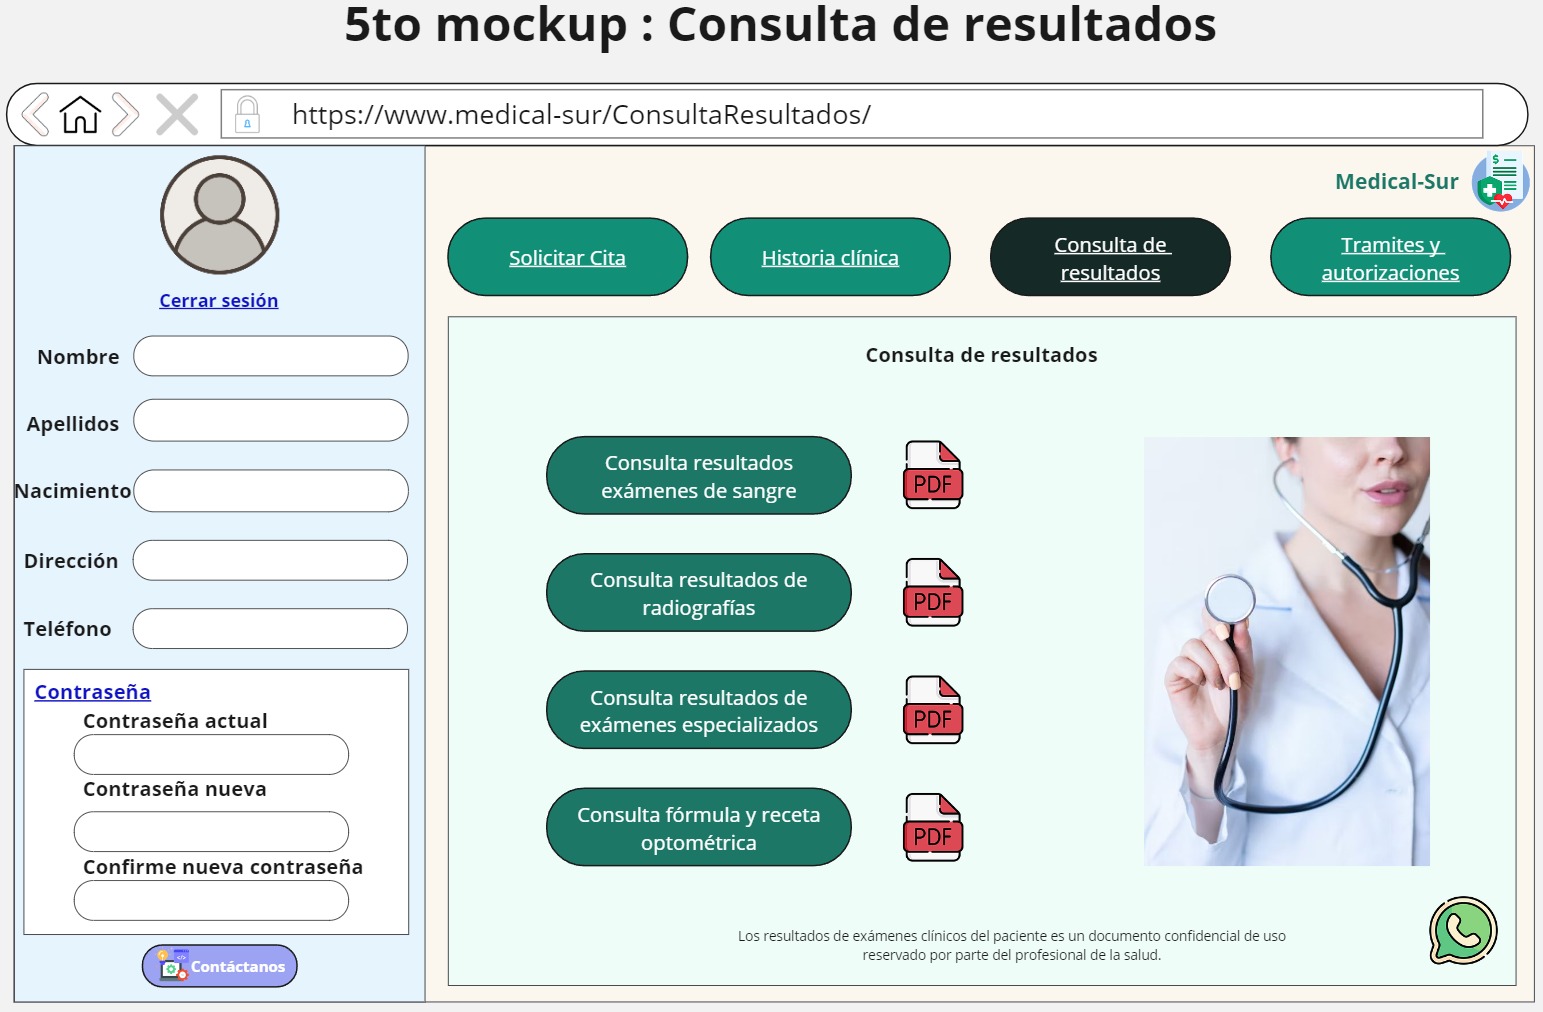 5to mockup : Consulta de resultados
https://www.medical-sur/ConsultaResultados/
Medical-Sur
$
Cerrar sesión
Nombre
Apellidos
Nacimiento
Dirección
Teléfono
Contraseña
Contraseña actual
Contraseña nueva
Confirme nueva contraseña
Contáctanos
Solicitar Cita
Historia clínica
Consulta de
resultados
Tramites y
autorizaciones
Consulta de resultados
Consulta resultados
exámenes de sangre
PDF
Consulta resultados de
radiografías
PDF
Consulta resultados de
exámenes especializados
PDF
Consulta fórmula y receta
optométrica
PDF
Los resultados de exámenes clínicos del paciente es un documento confidencial de uso
reservado por parte del profesional de la salud.